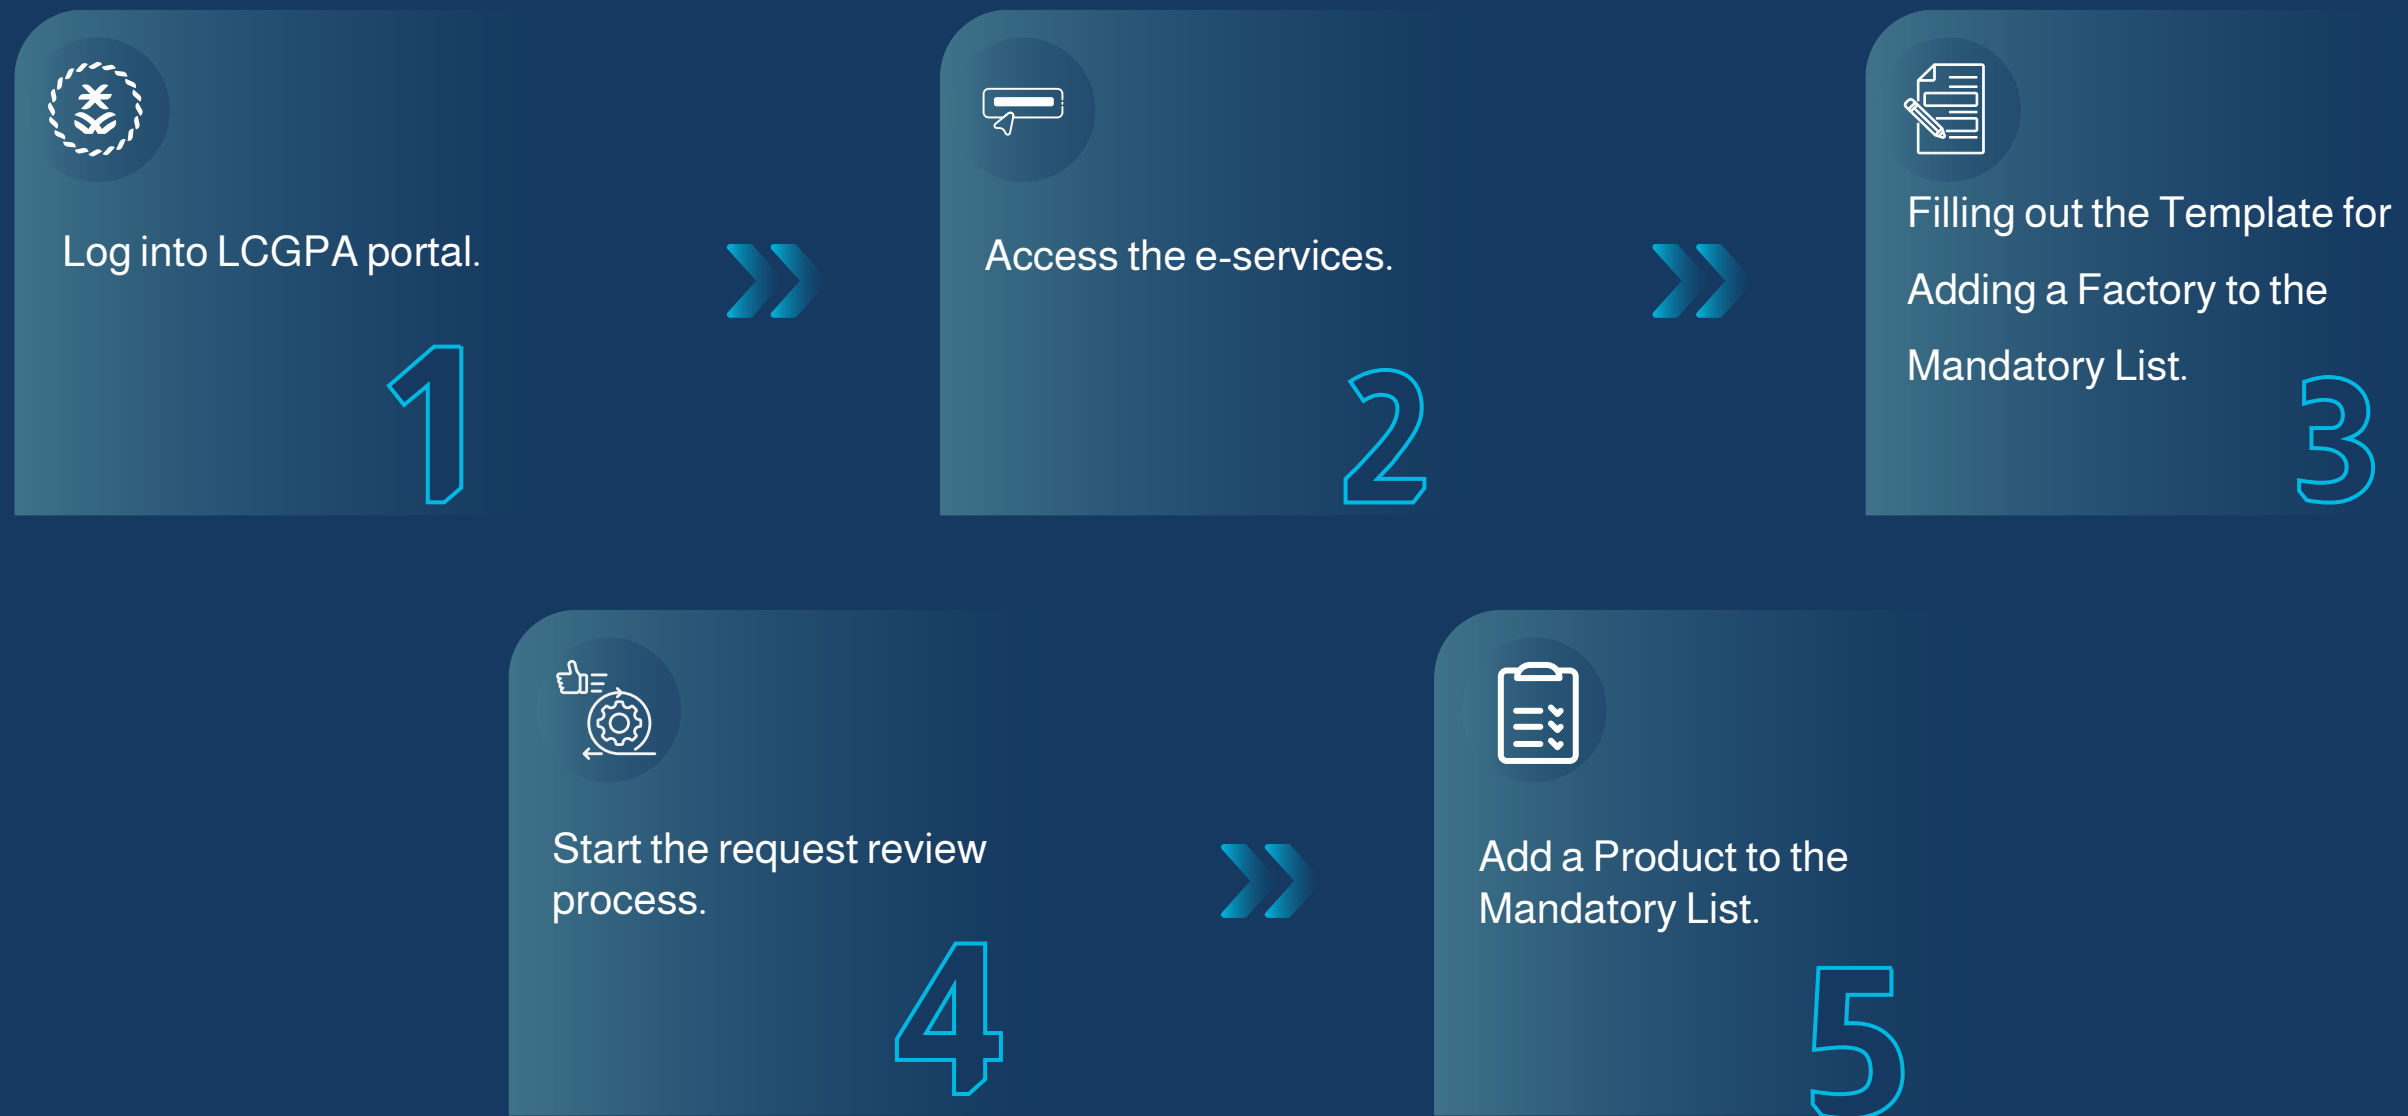 Log into LCGPA portal.
1
Access the e-services.
2
Filling out the Template for
Adding a Factory to the
Mandatory List.
3
Start the request review
process.
4
Add a Product to the
Mandatory List.
5